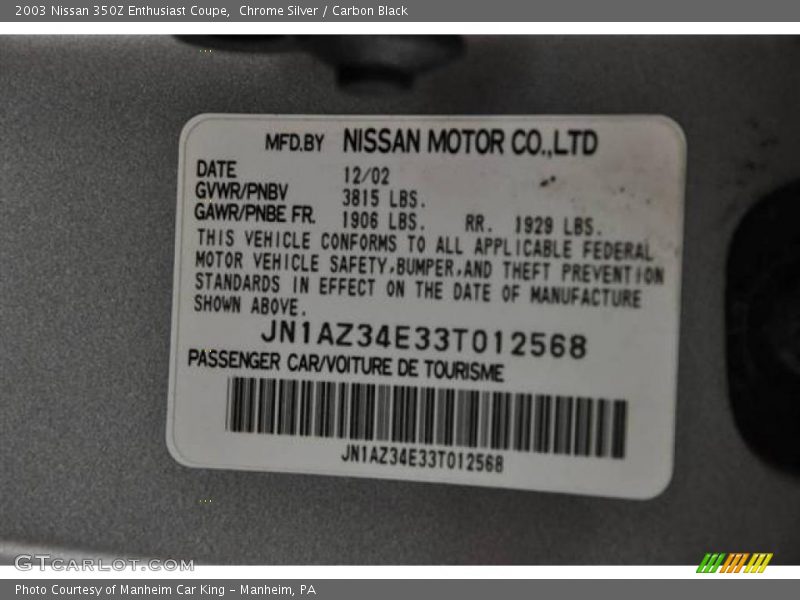 2003 Nissan 350Z Enthusiast Coupe,  Chrome Silver / Carbon Black
MFD.BY NISSAN MOTOR CO.,LTD
DATE 12/02
GVWR/PNBV 3815 LBS.
GAWR/PNBE FR. 1906 LBS. RR. 1929 LBS.
THIS VEHICLE CONFORMS TO ALL APPLICABLE FEDERAL
MOTOR VEHICLE SAFETY,BUMPER,AND THEFT PREVENTION
STANDARDS IN EFFECT ON THE DATE OF MANUFACTURE
SHOWN ABOVE.
JN1AZ34E33T012568
PASSENGER CAR/VOITURE DE TOURISME
JN1AZ34E33T012568
GTCARLOT.COM
Photo Courtesy of Manheim Car King – Manheim, PA